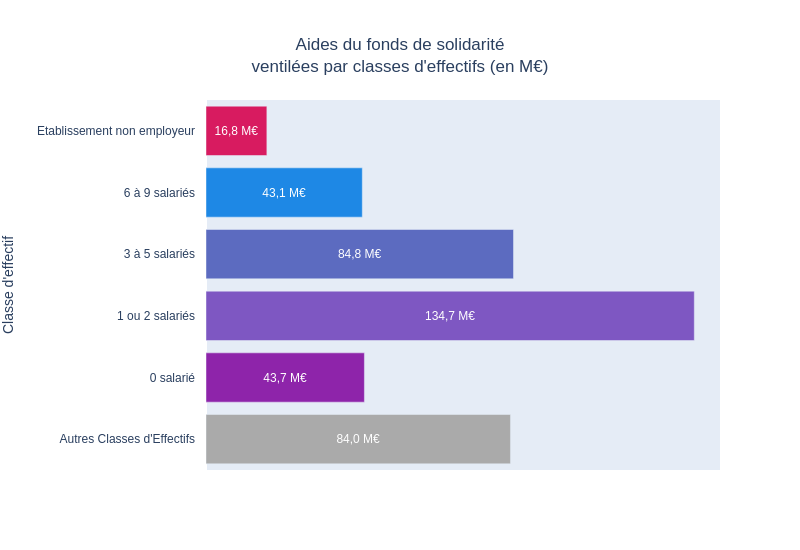 Aides du fonds de solidarité
ventilées par classes d'effectifs (en M€)
Classe d'effectif
Etablissement non employeur
16,8 M€
6 à 9 salariés
43,1 M€
3 à 5 salariés
84,8 M€
1 ou 2 salariés
134,7 M€
0 salarié
43,7 M€
Autres Classes d'Effectifs
84,0 M€